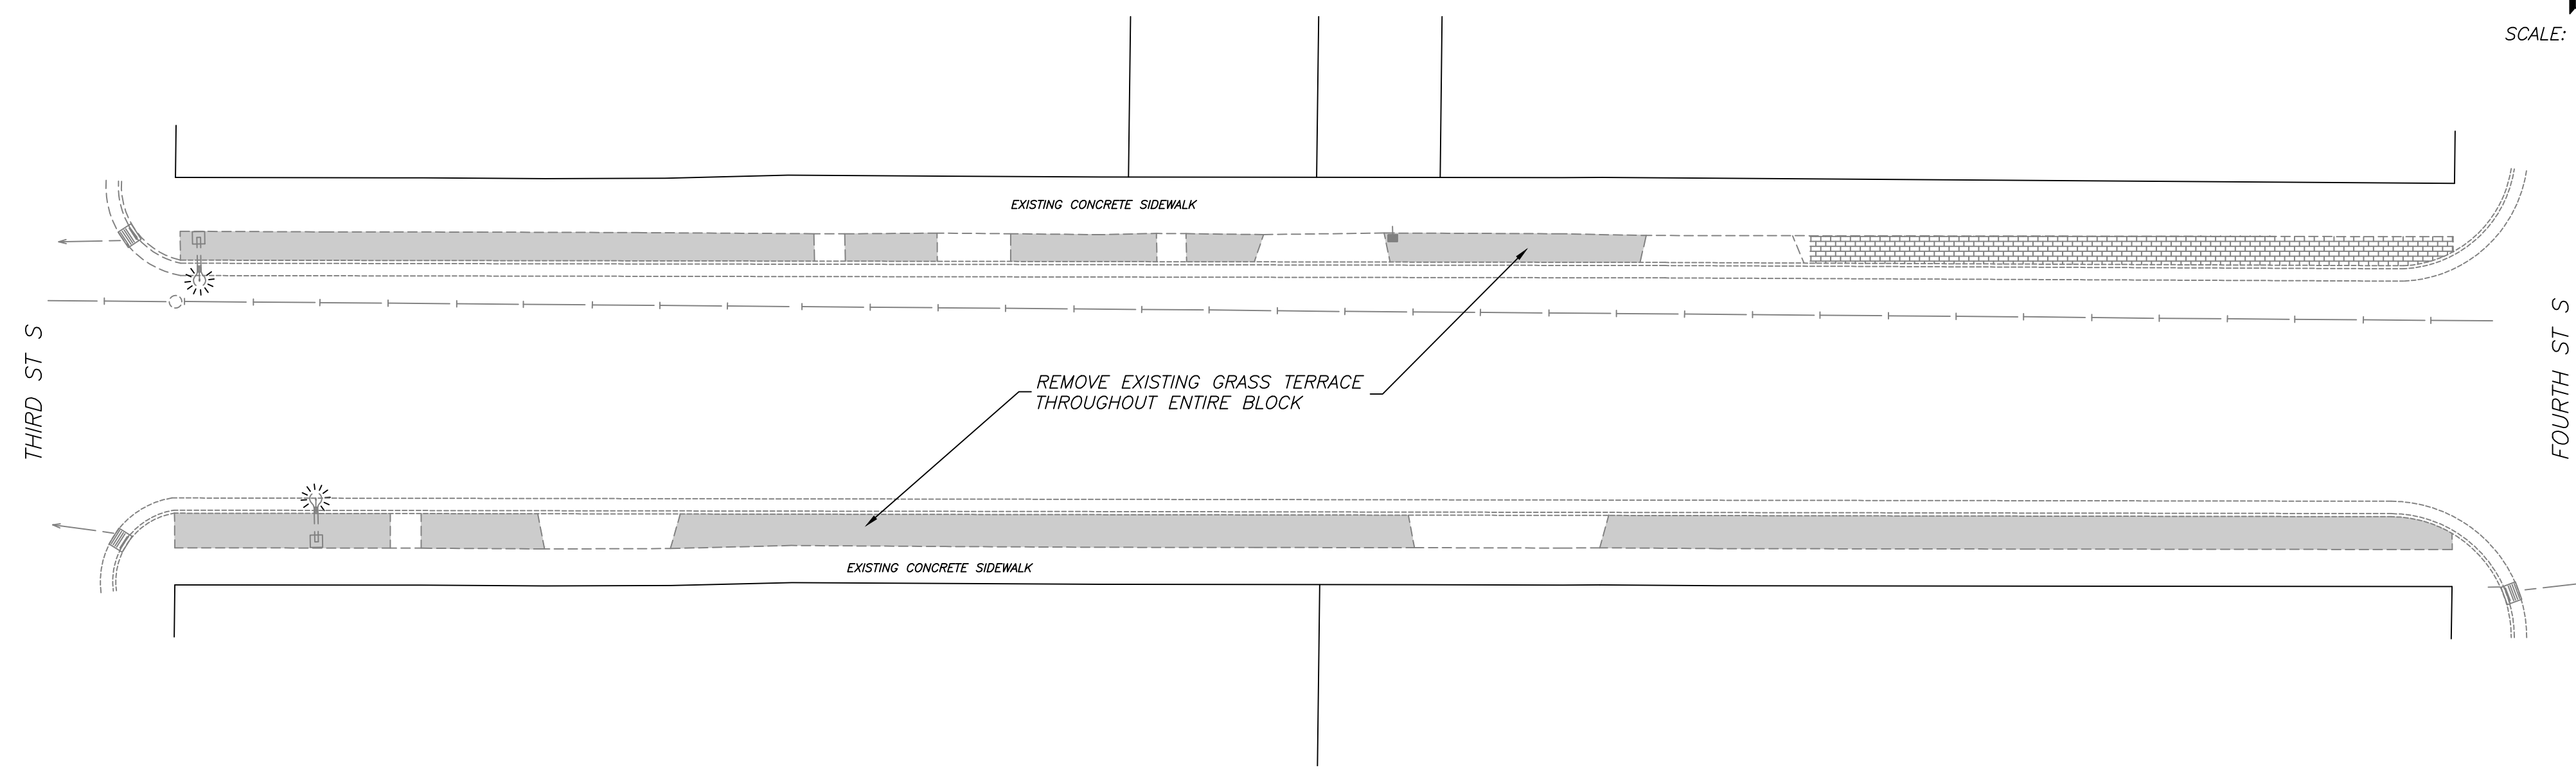 SCALE:
EXISTING CONCRETE SIDEWALK
THIRD ST S
FOURTH ST S
REMOVE EXISTING GRASS TERRACE
THROUGHOUT ENTIRE BLOCK
EXISTING CONCRETE SIDEWALK